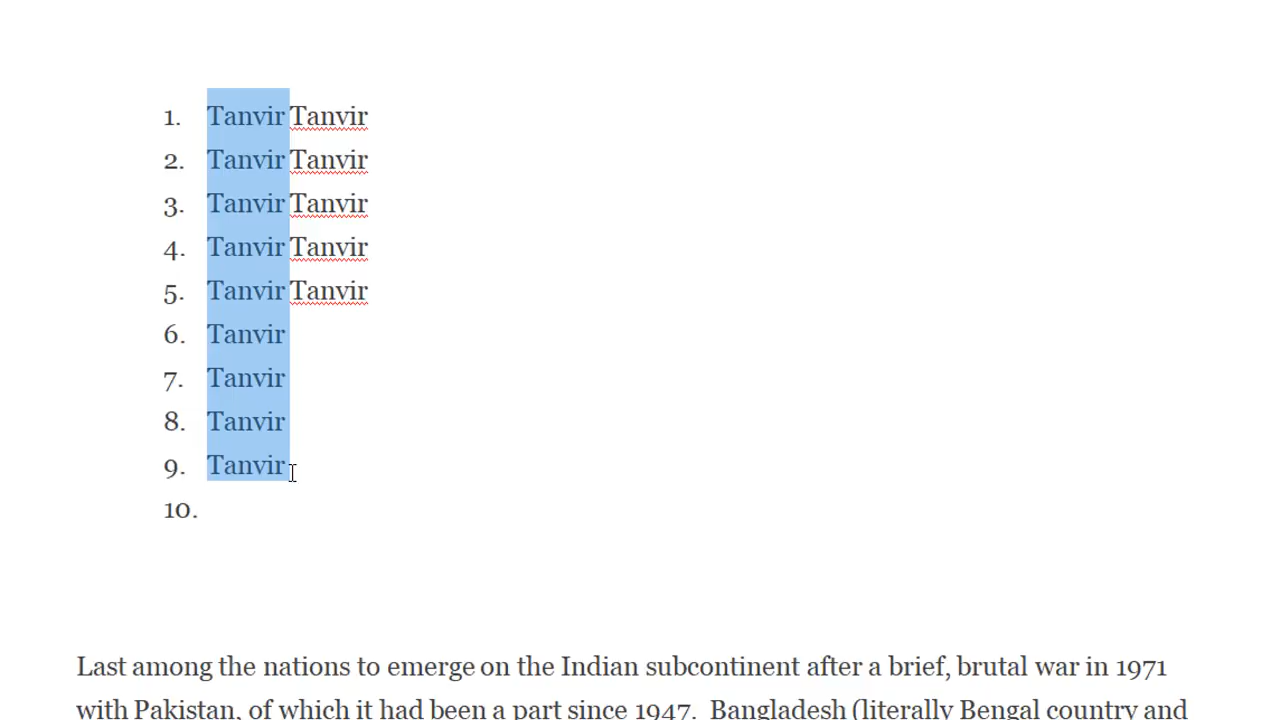 1. Tanvir Tanvir
2. Tanvir Tanvir
3. Tanvir Tanvir
4. Tanvir Tanvir
5. Tanvir Tanvir
6. Tanvir
7. Tanvir
8. Tanvir
9. Tanvir
10.
Last among the nations to emerge on the Indian subcontinent after a brief, brutal war in 1971
with Pakistan, of which it had been a part since 1947.  Bangladesh (literally Bengal country and